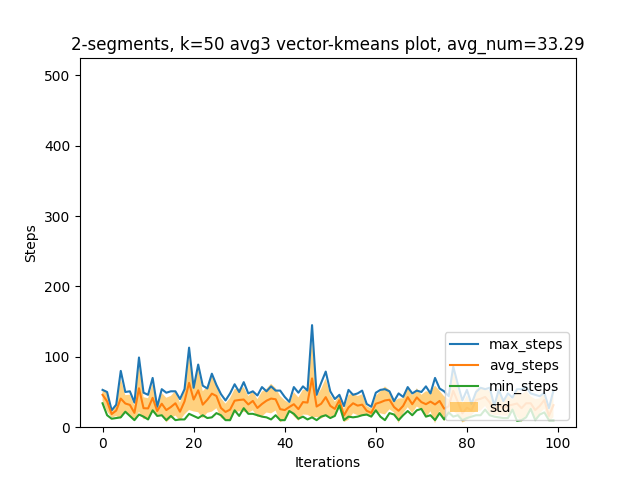 2-segments, k=50 avg3 vector-kmeans plot, avg_num=33.29
500
400
300
200
100
0
Steps
max_steps
avg_steps
min_steps
std
0 20 40 60 80 100
Iterations